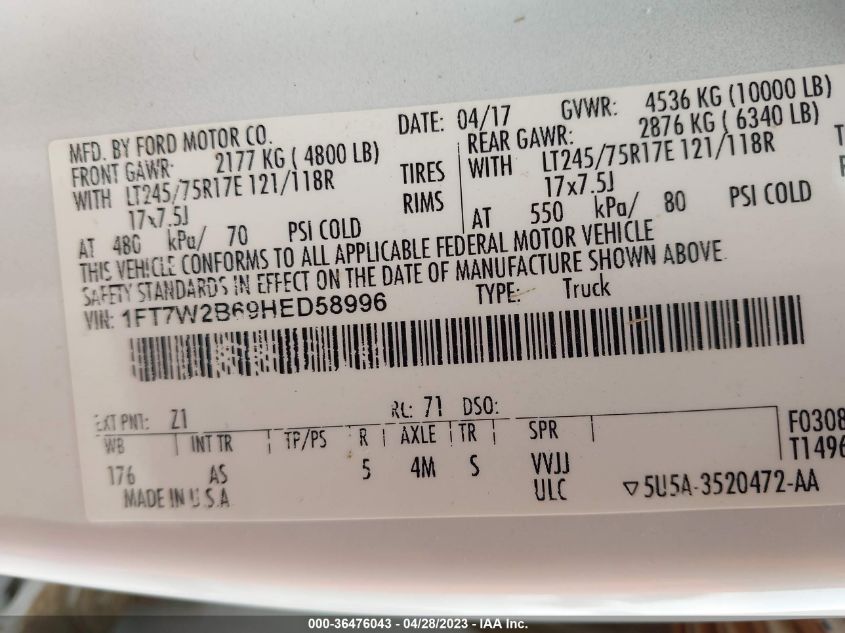 MFD. BY FORD MOTOR CO. DATE: 04/17 GVWR: 4536 KG (10000 LB)
FRONT GAWR: 2177 KG ( 4800 LB) REAR GAWR: 2876 KG ( 6340 LB)
WITH LT245/75R17E 121/118R TIRES WITH LT245/75R17E 121/118R
17x7.5J RIMS 17x7.5J
AT 480 kPa/ 70 PSI COLD AT 550 kPa/ 80 PSI COLD
THIS VEHICLE CONFORMS TO ALL APPLICABLE FEDERAL MOTOR VEHICLE
SAFETY STANDARDS IN EFFECT ON THE DATE OF MANUFACTURE SHOWN ABOVE.
VIN: 1FT7W2B69HED58996 TYPE: Truck
EXT PNT: Z1 RC: 71 DSO:
WB INT TR TP/PS R AXLE TR SPR F0308
176 AS 5 4M S VVJJ T1496
MADE IN U.S.A ULC ▽5U5A-3520472-AA
000-36476043 - 04/28/2023 - IAA Inc.